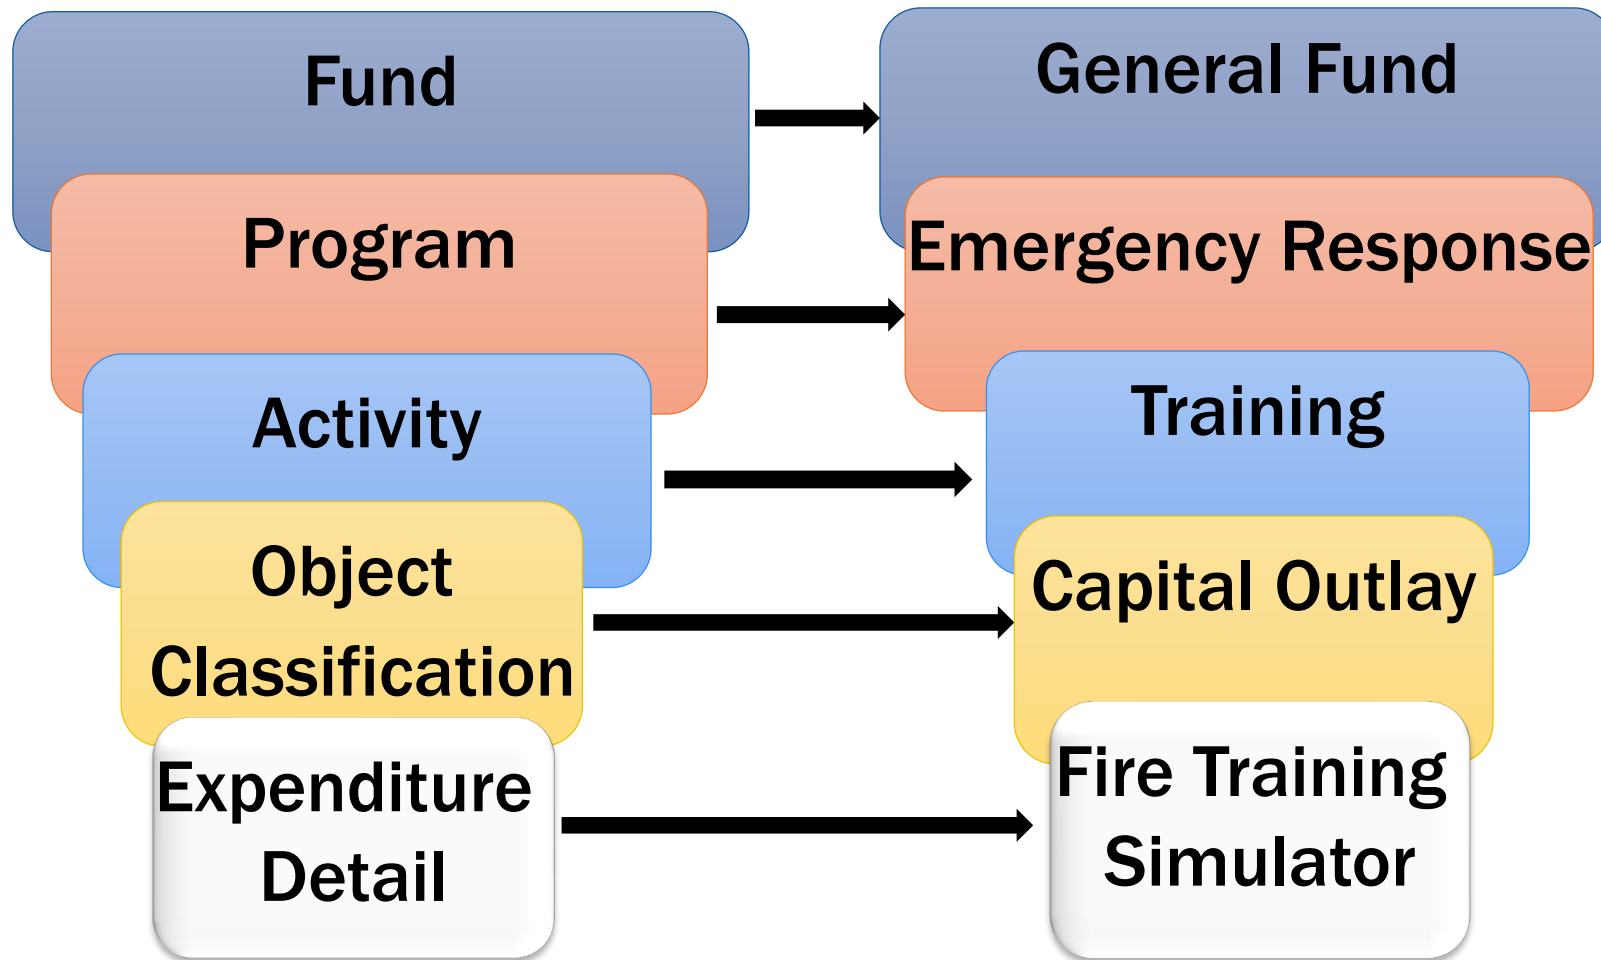 Fund
General Fund
Program
Emergency Response
Activity
Training
Object
Classification
Capital Outlay
Expenditure
Detail
Fire Training
Simulator